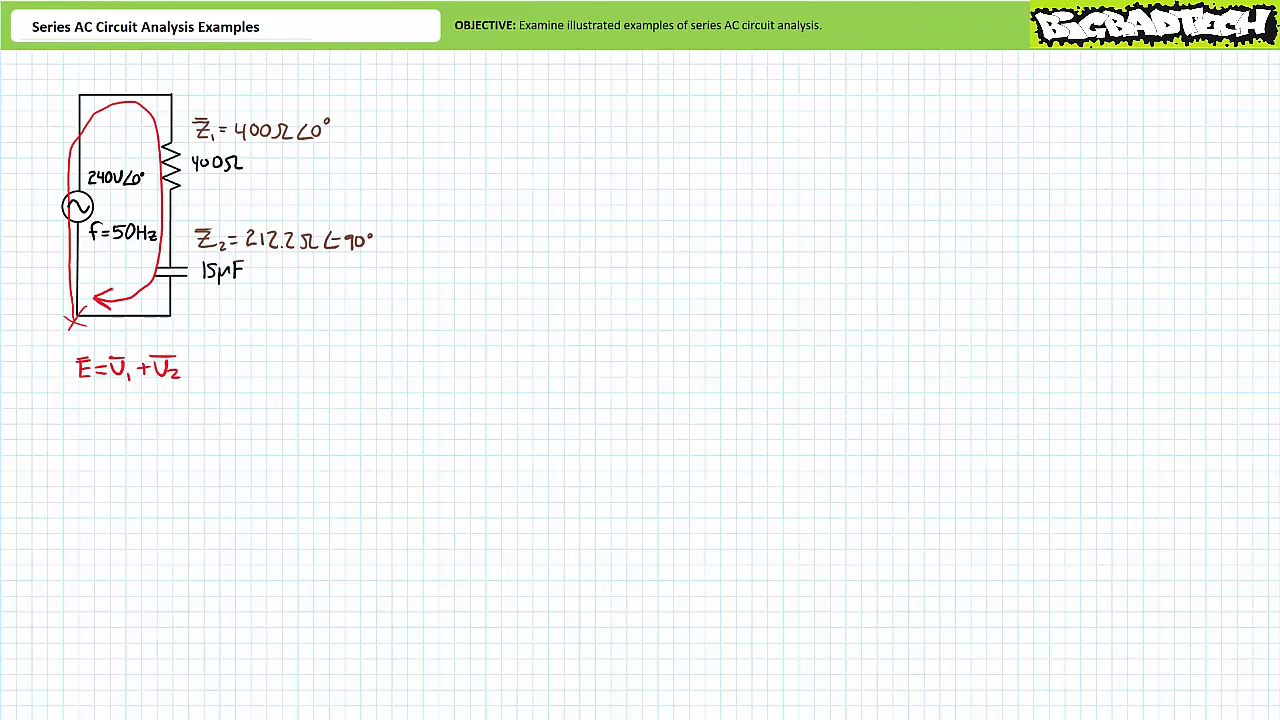 Series AC Circuit Analysis Examples
OBJECTIVE: Examine illustrated examples of series AC circuit analysis.
BIGBADTECH
Z̅₁ = 400Ω∠0°
400Ω
240V∠0°
f=50Hz
Z̅₂ = 212.2Ω∠-90°
15μF
E̅ = U̅₁ + U̅₂